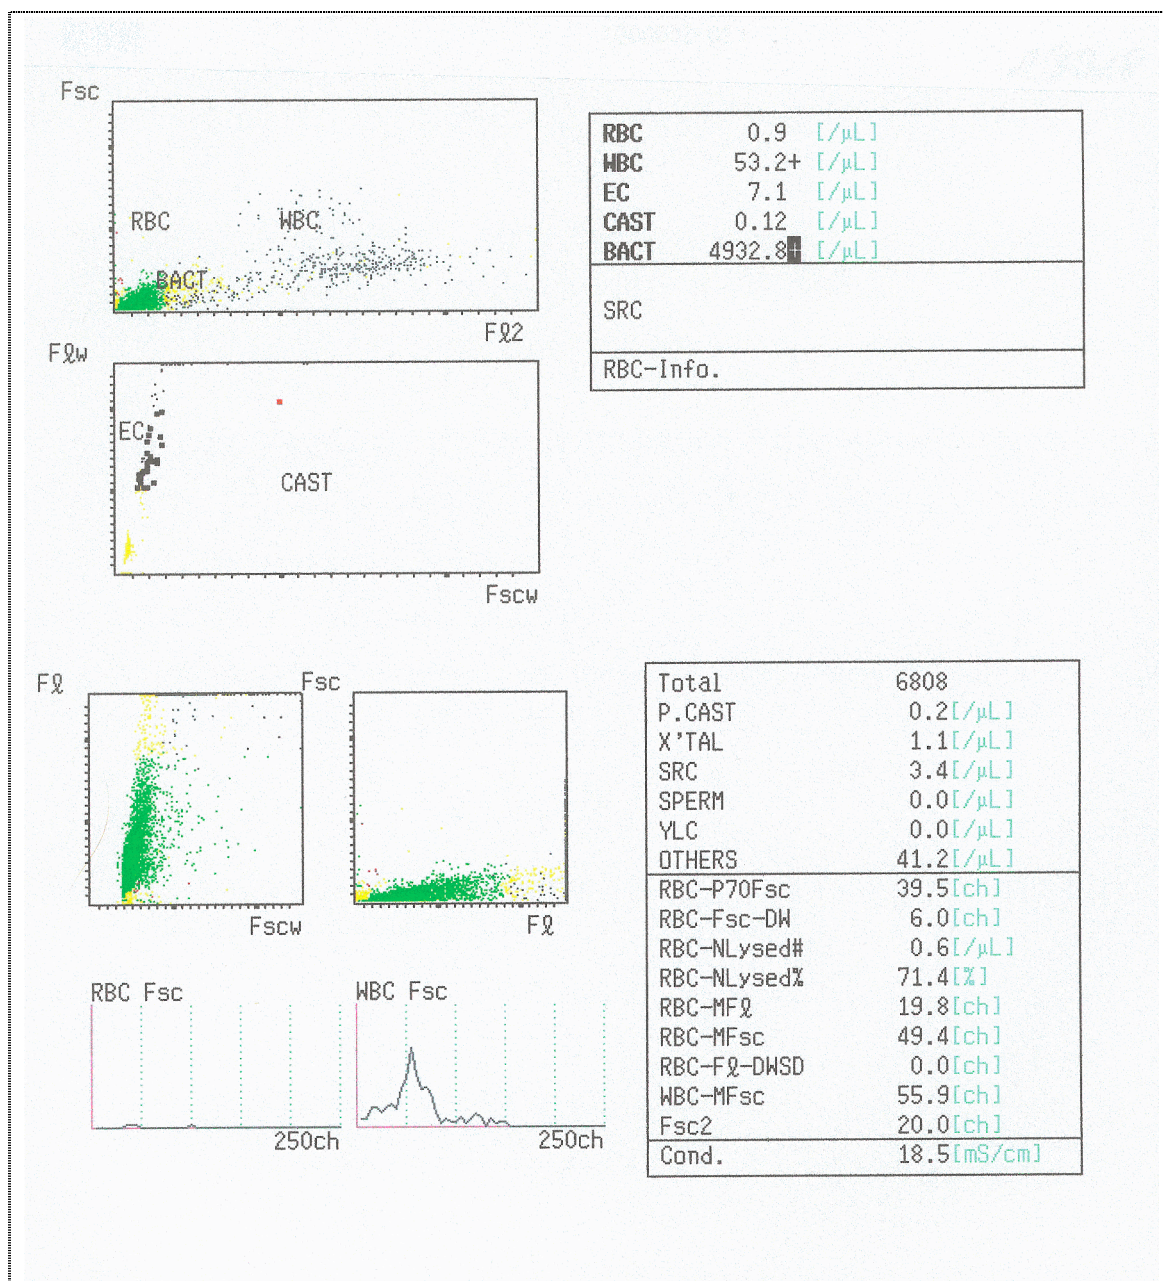 Fsc
RBC
WBC
BACT
Fℓ2
RBC 0.9 [/μL]
WBC 53.2+ [/μL]
EC 7.1 [/μL]
CAST 0.12 [/μL]
BACT 4932.8+ [/μL]
SRC
RBC-Info.
Fℓw
EC
CAST
Fscw
Fℓ
Fscw
Fsc
Fℓ
RBC Fsc
250ch
WBC Fsc
250ch
Total 6808
P.CAST 0.2[/μL]
X'TAL 1.1[/μL]
SRC 3.4[/μL]
SPERM 0.0[/μL]
YLC 0.0[/μL]
OTHERS 41.2[/μL]
RBC-P70Fsc 39.5[ch]
RBC-Fsc-DW 6.0[ch]
RBC-NLysed# 0.6[/μL]
RBC-NLysed% 71.4[%]
RBC-MFℓ 19.8[ch]
RBC-MFsc 49.4[ch]
RBC-Fℓ-DWSD 0.0[ch]
WBC-MFsc 55.9[ch]
Fsc2 20.0[ch]
Cond. 18.5[mS/cm]